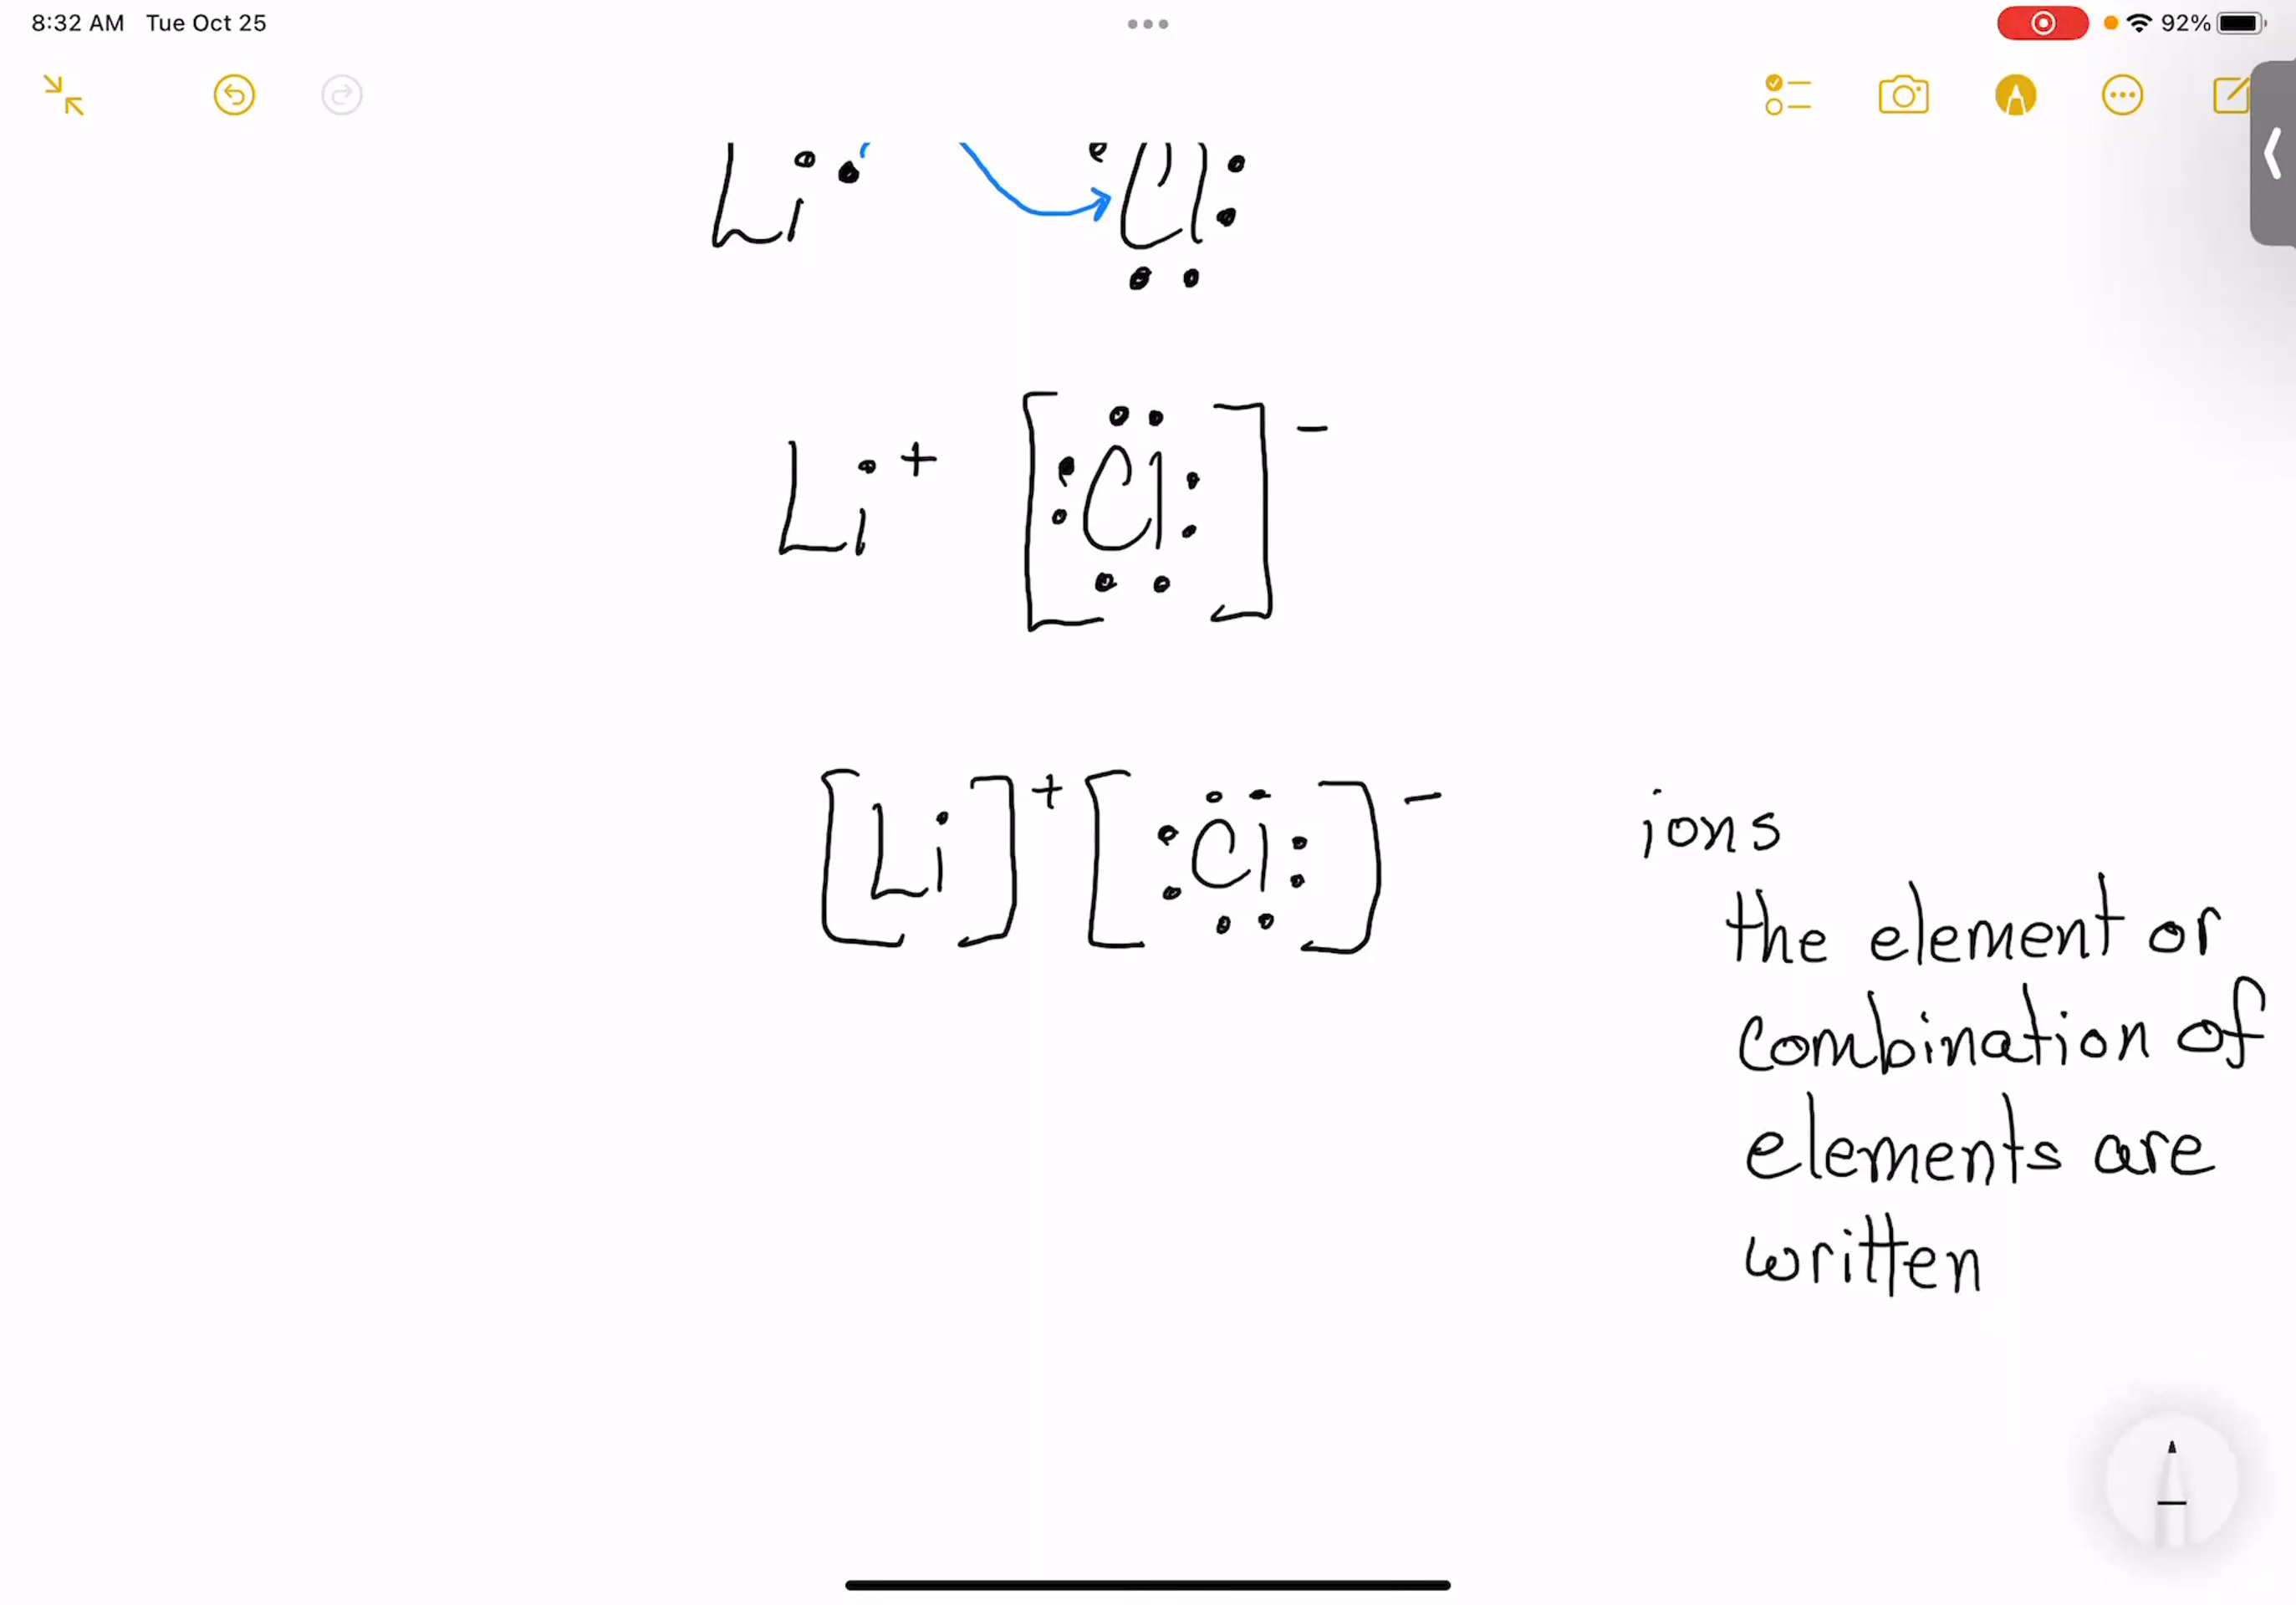 8:32 AM Tue Oct 25
92%
Li Cl
Li + [Cl] −
[Li] + [Cl] −
ions
the element or
combination of
elements are
written